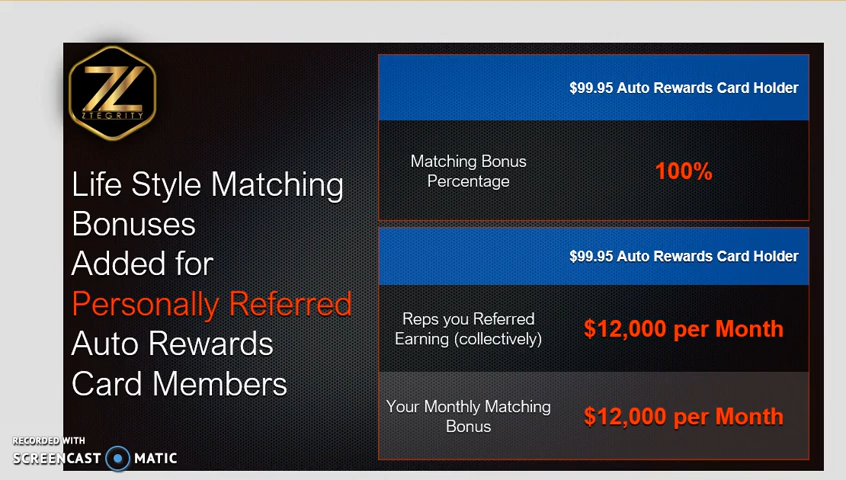 ZTEGRITY
Life Style Matching
Bonuses
Added for
Personally Referred
Auto Rewards
Card Members
$99.95 Auto Rewards Card Holder
Matching Bonus
Percentage
100%
$99.95 Auto Rewards Card Holder
Reps you Referred
Earning (collectively)
$12,000 per Month
Your Monthly Matching
Bonus
$12,000 per Month
RECORDED WITH
SCREENCAST MATIC